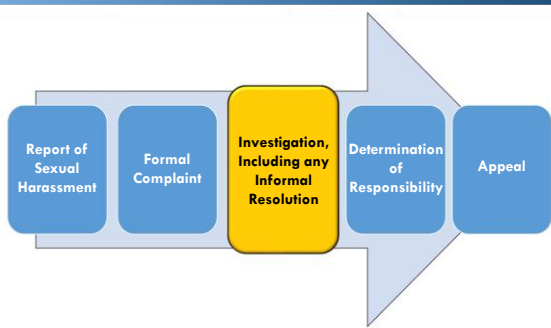 Report of
Sexual
Harassment
Formal
Complaint
Investigation,
Including any
Informal
Resolution
Determination
of
Responsibility
Appeal